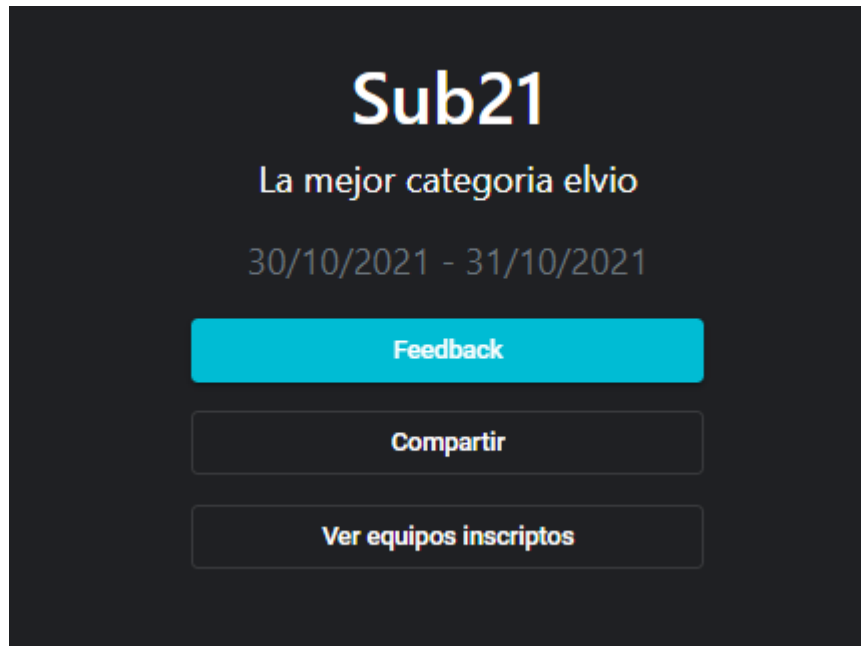 Sub21
La mejor categoria elvio
30/10/2021 - 31/10/2021
Feedback
Compartir
Ver equipos inscriptos